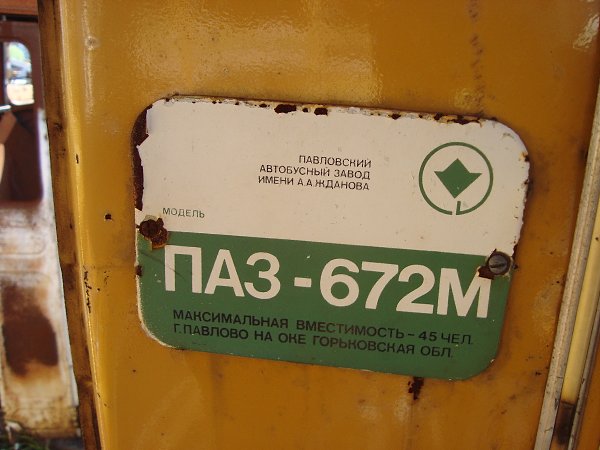 ПАВЛОВСКИЙ
АВТОБУСНЫЙ ЗАВОД
ИМЕНИ А.А.ЖДАНОВА
МОДЕЛЬ
ПАЗ-672М
МАКСИМАЛЬНАЯ ВМЕСТИМОСТЬ-45 ЧЕЛ.
Г.ПАВЛОВО НА ОКЕ ГОРЬКОВСКАЯ ОБЛ.